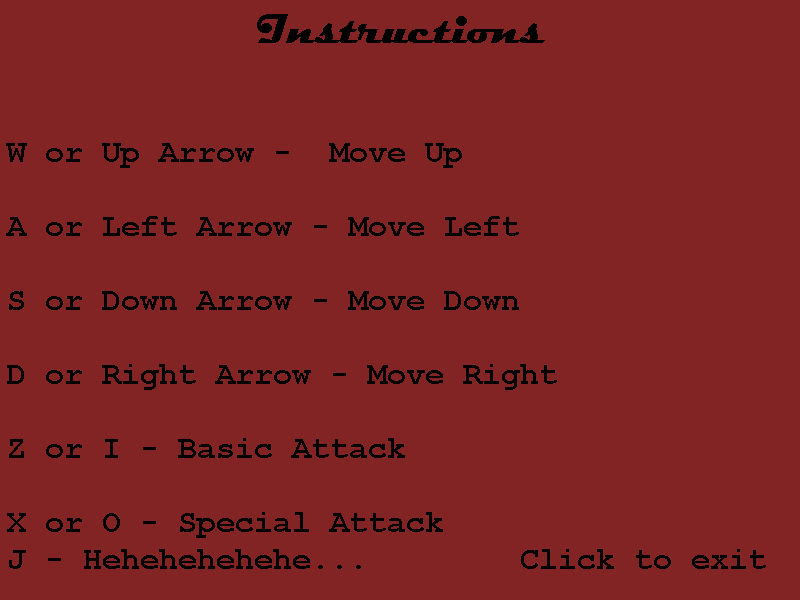 Instructions
W or Up Arrow -  Move Up
A or Left Arrow - Move Left
S or Down Arrow - Move Down
D or Right Arrow - Move Right
Z or I - Basic Attack
X or O - Special Attack
J - Hehehehehehe...
Click to exit